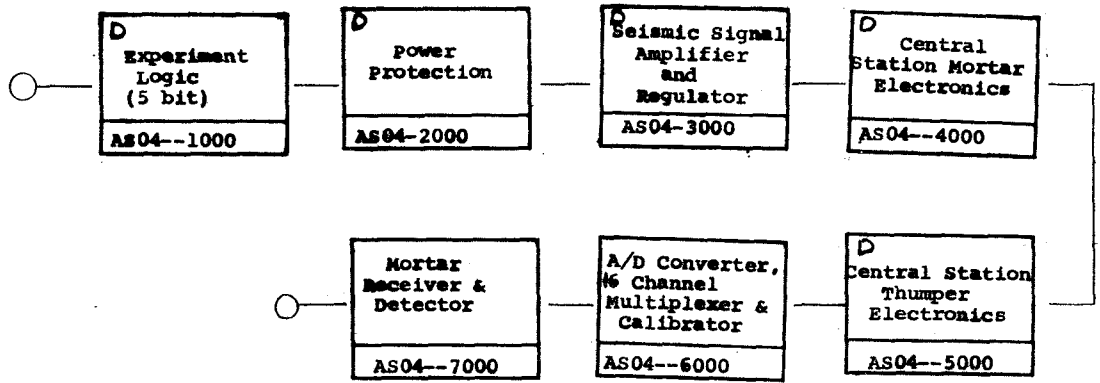 D
Experiment
Logic
(5 bit)
AS04--1000
D
Power
Protection
AS04-2000
D
Seismic Signal
Amplifier
and
Regulator
AS04-3000
D
Central
Station Mortar
Electronics
AS04--4000
Mortar
Receiver &
Detector
AS04--7000
A/D Converter,
16 Channel
Multiplexer &
Calibrator
AS04--6000
D
Central Station
Thumper
Electronics
AS04--5000